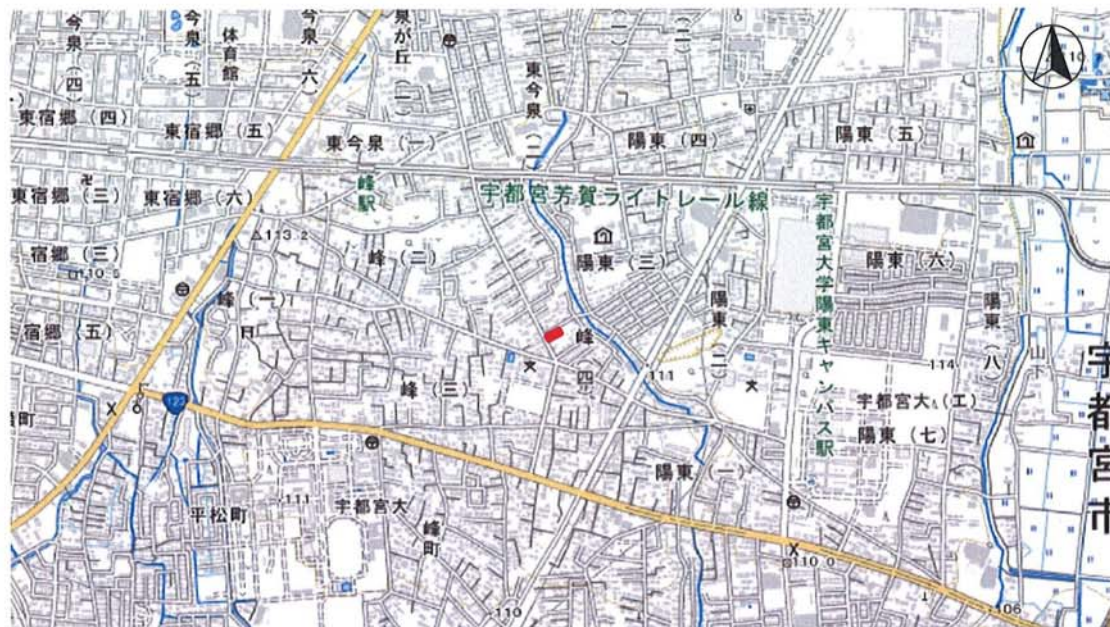 今泉(四)
今泉(五)
体育館
今泉(六)
泉が丘(一)
東今泉(二)
東宿郷(四)
東宿郷(五)
東今泉(一)
陽東(四)
陽東(五)
東宿郷(三)
東宿郷(六)
峰駅
宇都宮芳賀ライトレール線
宇都宮大学陽東キャンパス駅
宿郷(三)
113.2
峰(二)
陽東(三)
陽東(六)
陽東(二)
陽東(八)
山下
宿郷(五)
峰(一)
峰(四)
峰(三)
111
114
宇都宮大(工)
陽東(七)
123
宇都宮市
陽東(一)
111
平松町
宇都宮大
峰町
110.0
110
106